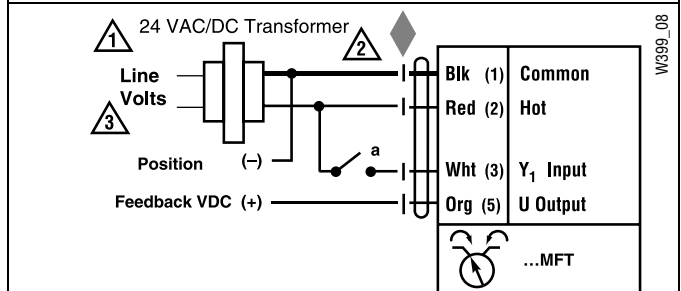 1 24 VAC/DC Transformer 2
Line
Volts
3
Position (–)
Feedback VDC (+)
a
Blk (1) Common
Red (2) Hot
Wht (3) Y₁ Input
Org (5) U Output
...MFT
W399_08